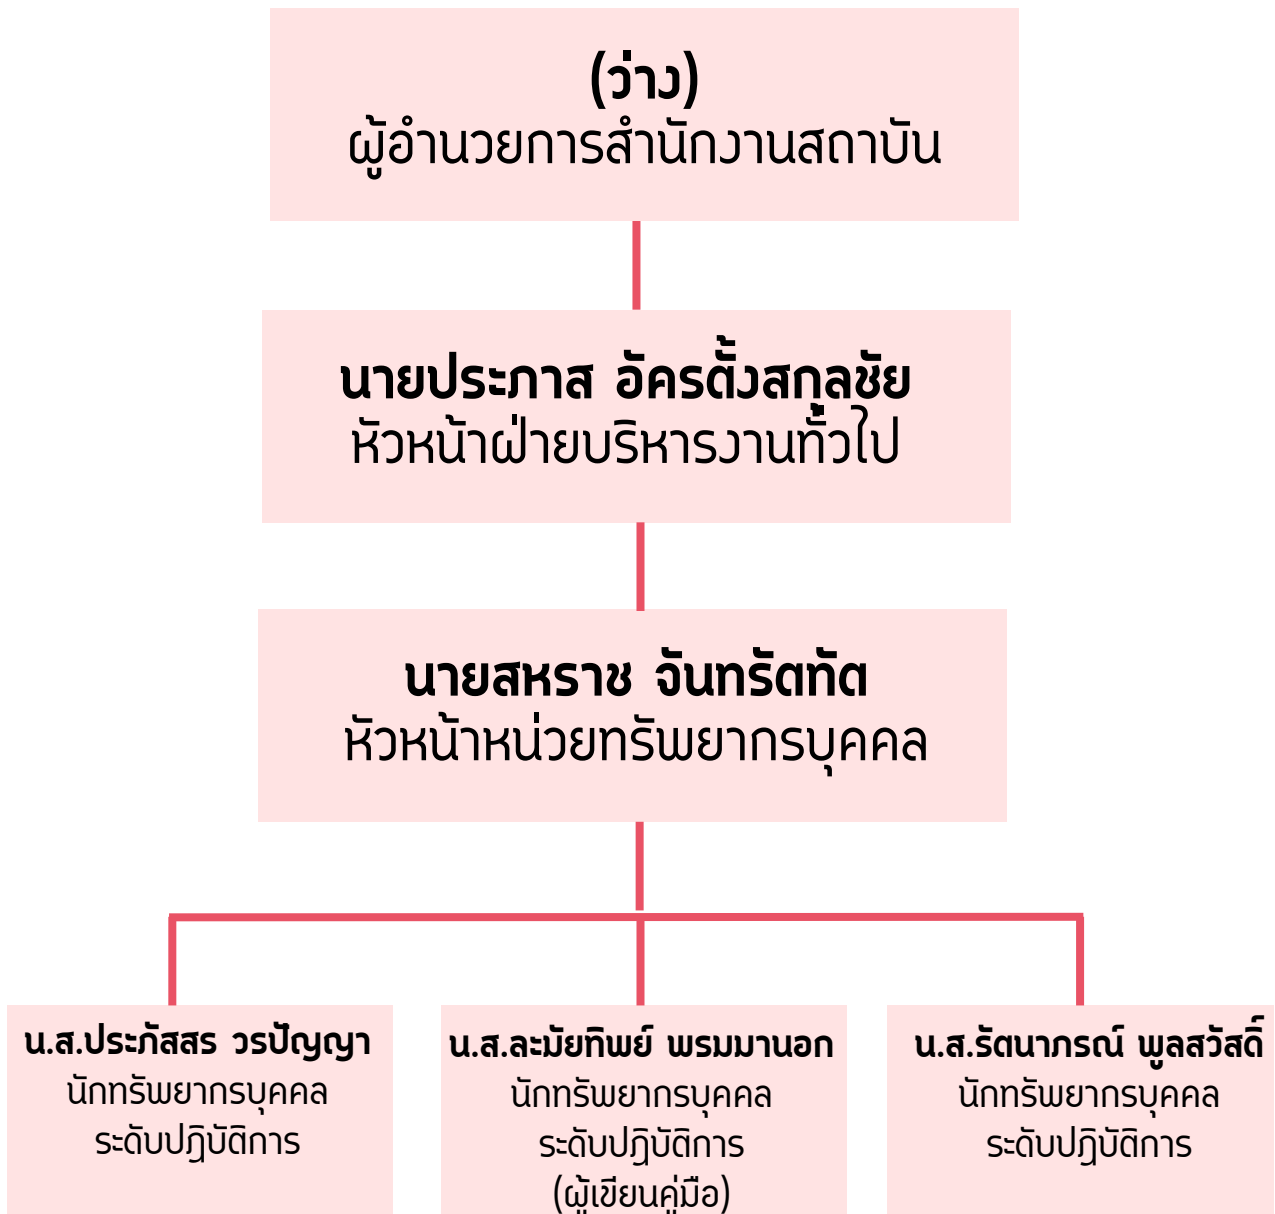 (ว่าง)
ผู้อำนวยการสำนักงานสถาบัน
นายประภาส อัครตั้งสกุลชัย
หัวหน้าฝ่ายบริหารงานทั่วไป
นายสหราช จันทรัตทัต
หัวหน้าหน่วยทรัพยากรบุคคล
น.ส.ประภัสสร วรปัญญา
นักทรัพยากรบุคคล
ระดับปฏิบัติการ
น.ส.ละมัยทิพย์ พรมมานอก
นักทรัพยากรบุคคล
ระดับปฏิบัติการ
(ผู้เขียนคู่มือ)
น.ส.รัตนาภรณ์ พูลสวัสดิ์
นักทรัพยากรบุคคล
ระดับปฏิบัติการ